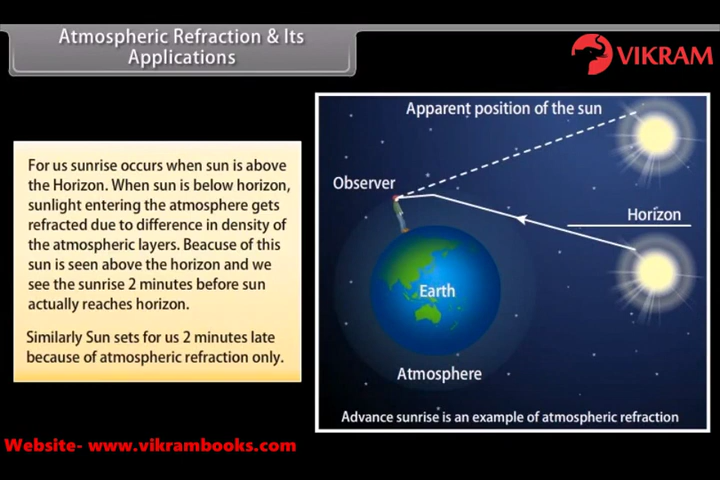 Atmospheric Refraction & Its
Applications
VIKRAM
For us sunrise occurs when sun is above
the Horizon. When sun is below horizon,
sunlight entering the atmosphere gets
refracted due to difference in density of
the atmospheric layers. Beacuse of this
sun is seen above the horizon and we
see the sunrise 2 minutes before sun
actually reaches horizon.
Similarly Sun sets for us 2 minutes late
because of atmospheric refraction only.
Apparent position of the sun
Observer
Horizon
Earth
Atmosphere
Advance sunrise is an example of atmospheric refraction
Website- www.vikrambooks.com